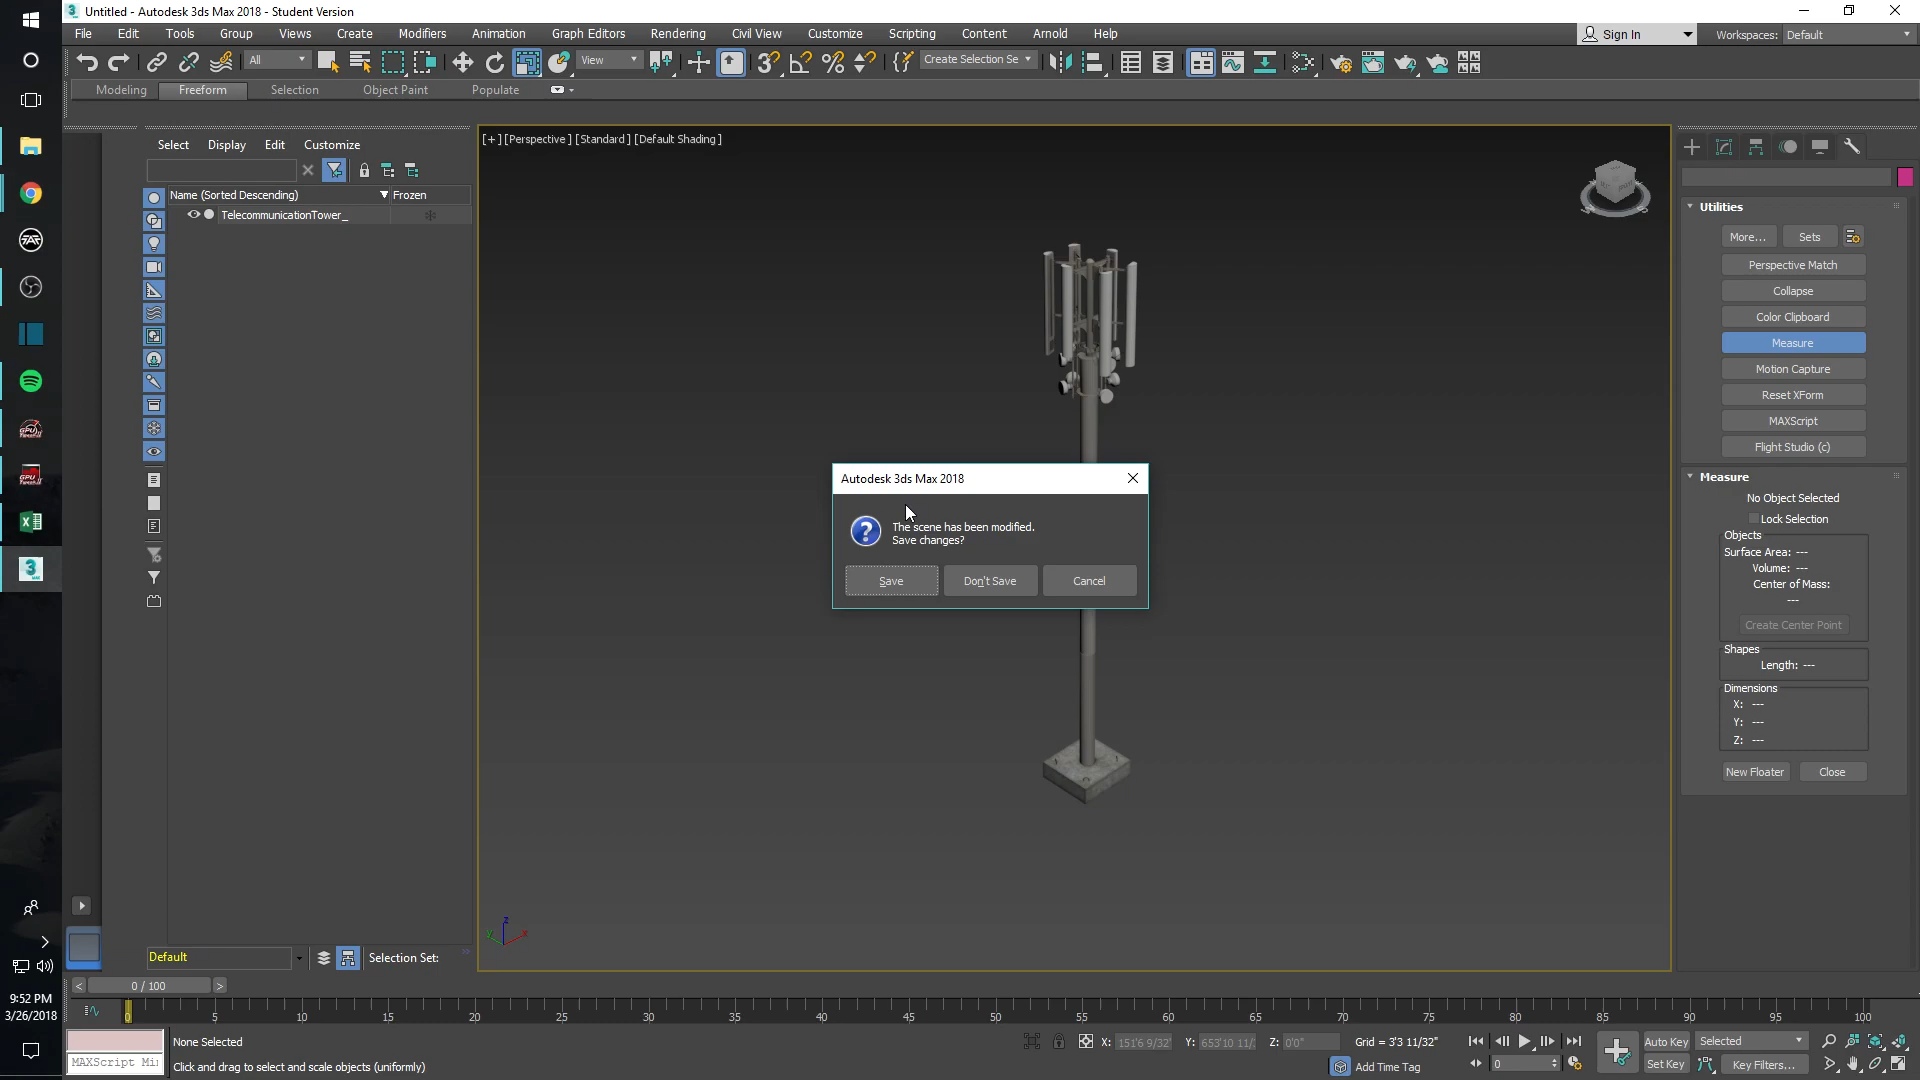 Untitled - Autodesk 3ds Max 2018 - Student Version
File Edit Tools Group Views Create Modifiers Animation Graph Editors Rendering Civil View Customize Scripting Content Arnold Help
Sign In
Workspaces: Default
All
View
Create Selection Se
Modeling Freeform Selection Object Paint Populate
Select Display Edit Customize
Name (Sorted Descending) Frozen
TelecommunicationTower_
[+] [Perspective ] [Standard ] [Default Shading ]
Utilities
More... Sets
Perspective Match
Collapse
Color Clipboard
Measure
Motion Capture
Reset XForm
MAXScript
Flight Studio (c)
Measure
No Object Selected
Lock Selection
Objects
Surface Area: ---
Volume: ---
Center of Mass:
---
Create Center Point
Shapes
Length: ---
Dimensions
X: ---
Y: ---
Z: ---
New Floater Close
Autodesk 3ds Max 2018
The scene has been modified.
Save changes?
Save Don't Save Cancel
z
x
y
Default
Selection Set:
< 0 / 100 >
0 5 10 15 20 25 30 35 40 45 50 55 60 65 70 75 80 85 90 95 100
None Selected
X: 151'6 9/32" Y: 653'10 11/ Z: 0'0" Grid = 3'3 11/32"
Auto Key Selected
MAXScript Mi
Click and drag to select and scale objects (uniformly)
Add Time Tag
0
Set Key Key Filters...
9:52 PM
3/26/2018